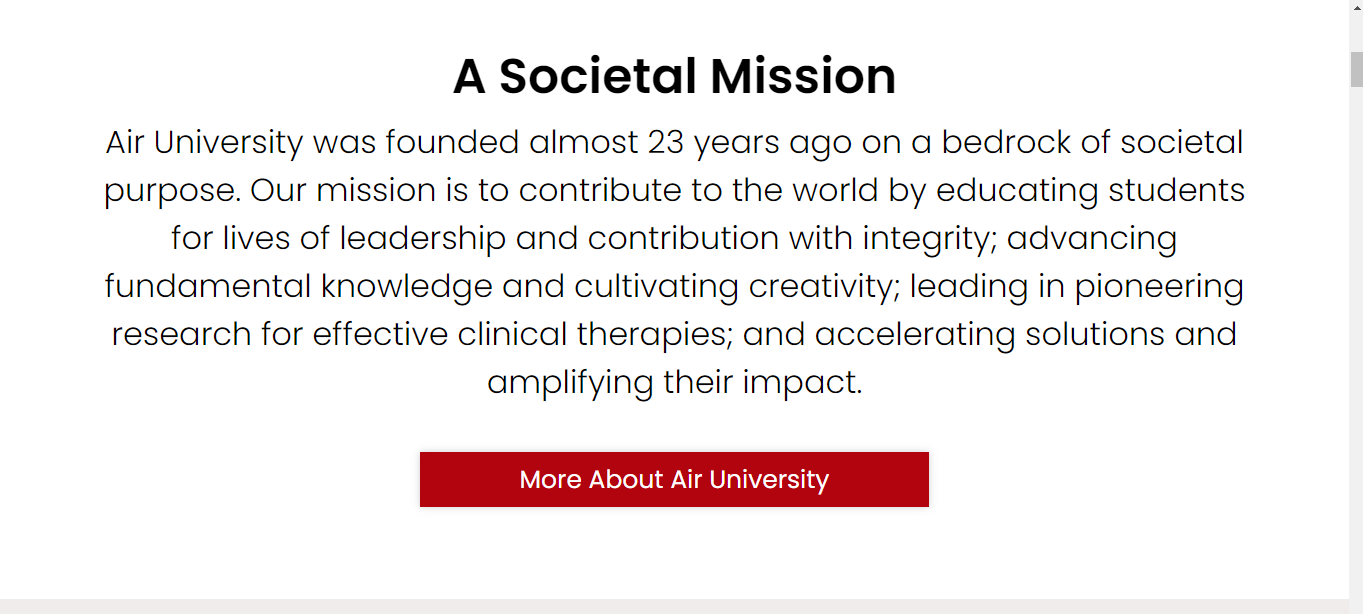 A Societal Mission
Air University was founded almost 23 years ago on a bedrock of societal
purpose. Our mission is to contribute to the world by educating students
for lives of leadership and contribution with integrity; advancing
fundamental knowledge and cultivating creativity; leading in pioneering
research for effective clinical therapies; and accelerating solutions and
amplifying their impact.
More About Air University